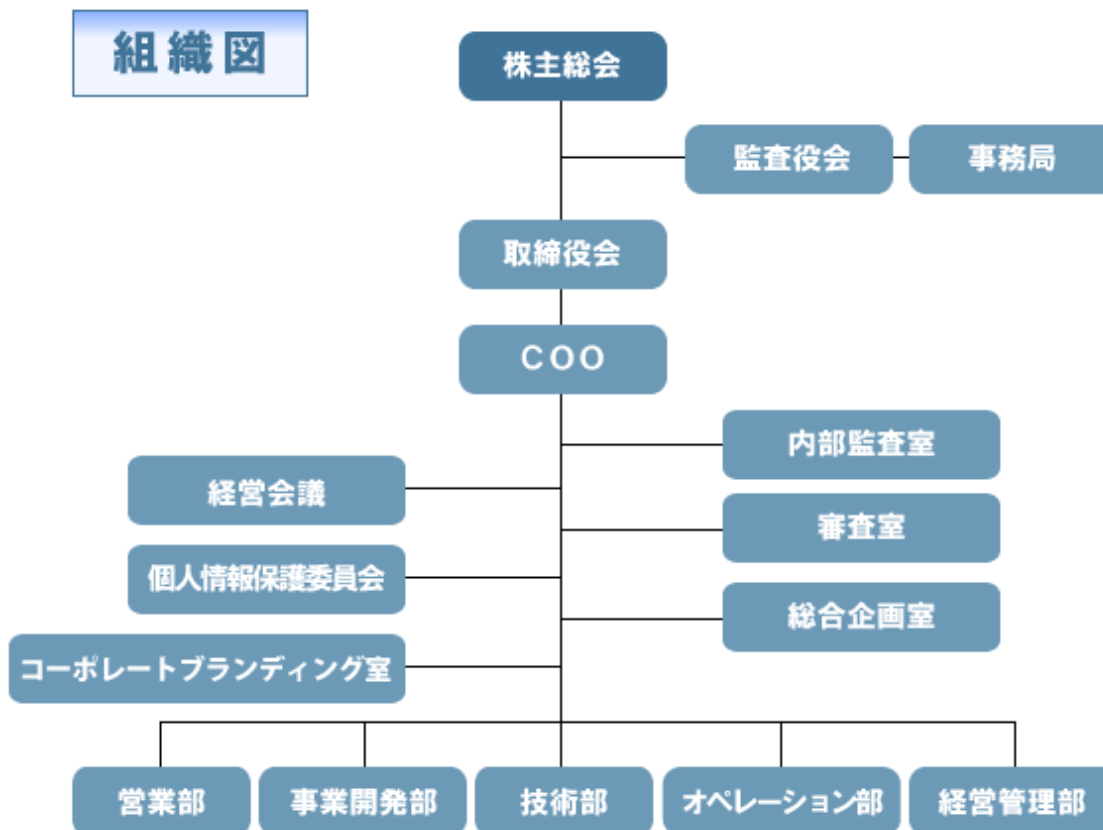 組織図
株主総会
監査役会
事務局
取締役会
COO
内部監査室
経営会議
審査室
個人情報保護委員会
総合企画室
コーポレートブランディング室
営業部
事業開発部
技術部
オペレーション部
経営管理部